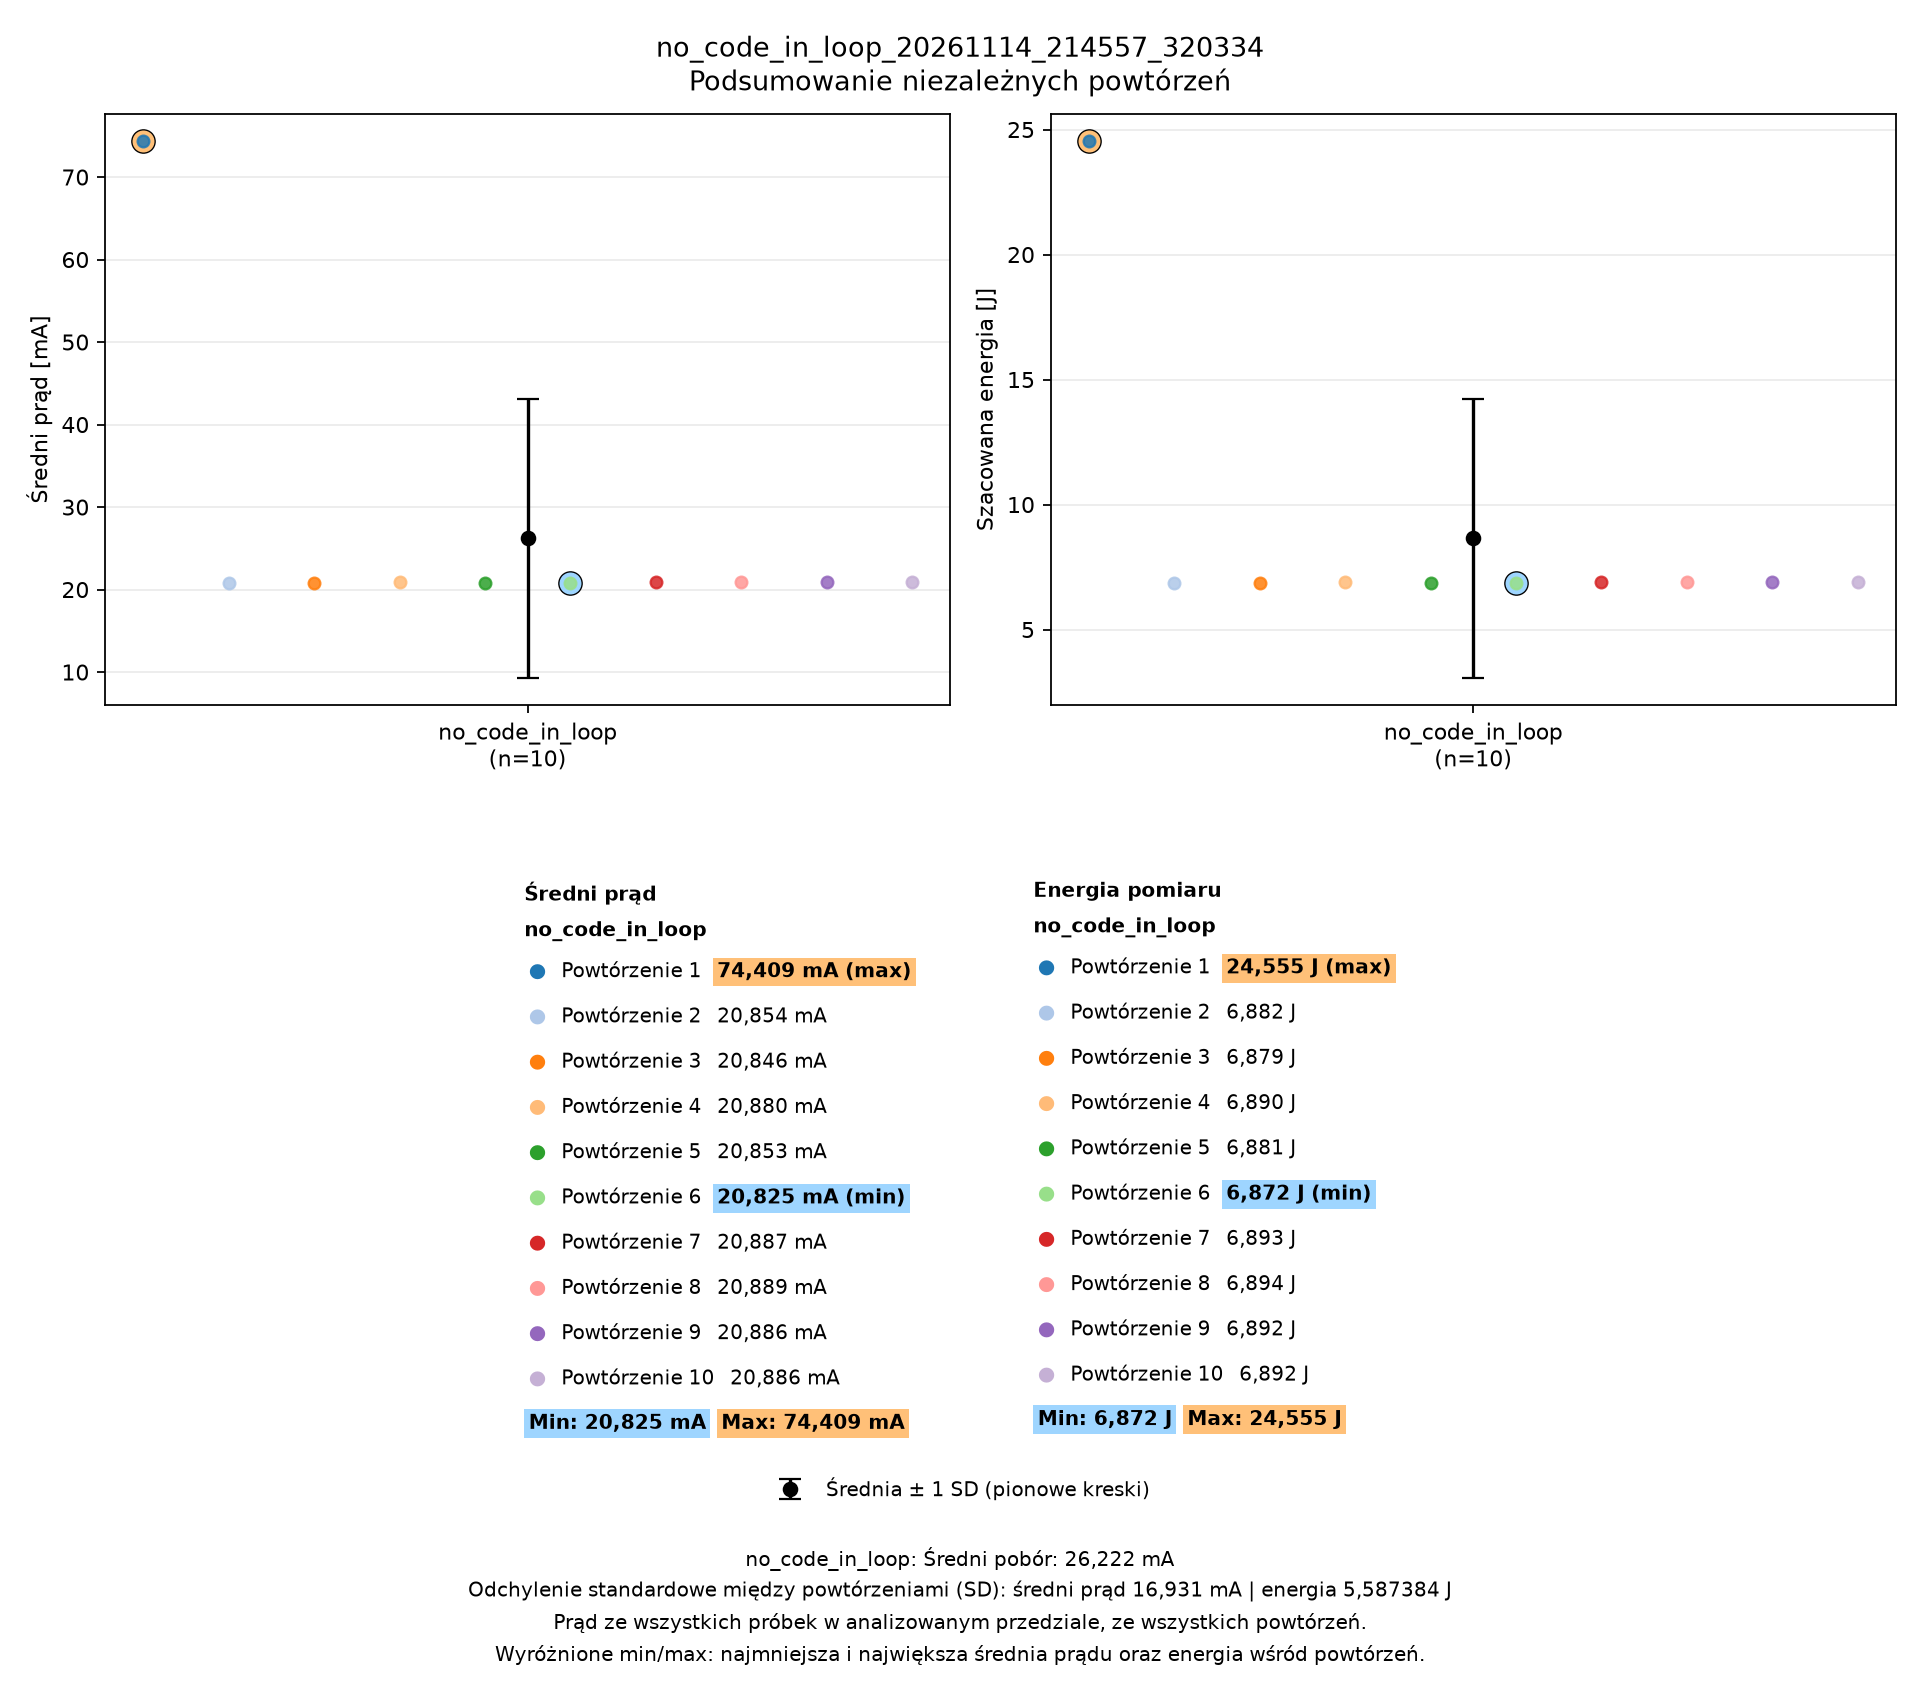 no_code_in_loop_20261114_214557_320334
Podsumowanie niezależnych powtórzeń
Średni prąd [mA]
70
60
50
40
30
20
10
no_code_in_loop
(n=10)
Szacowana energia [J]
25
20
15
10
5
no_code_in_loop
(n=10)
Średni prąd
no_code_in_loop
Powtórzenie 1 74,409 mA (max)
Powtórzenie 2 20,854 mA
Powtórzenie 3 20,846 mA
Powtórzenie 4 20,880 mA
Powtórzenie 5 20,853 mA
Powtórzenie 6 20,825 mA (min)
Powtórzenie 7 20,887 mA
Powtórzenie 8 20,889 mA
Powtórzenie 9 20,886 mA
Powtórzenie 10 20,886 mA
Min: 20,825 mA Max: 74,409 mA
Energia pomiaru
no_code_in_loop
Powtórzenie 1 24,555 J (max)
Powtórzenie 2 6,882 J
Powtórzenie 3 6,879 J
Powtórzenie 4 6,890 J
Powtórzenie 5 6,881 J
Powtórzenie 6 6,872 J (min)
Powtórzenie 7 6,893 J
Powtórzenie 8 6,894 J
Powtórzenie 9 6,892 J
Powtórzenie 10 6,892 J
Min: 6,872 J Max: 24,555 J
Średnia ± 1 SD (pionowe kreski)
no_code_in_loop: Średni pobór: 26,222 mA
Odchylenie standardowe między powtórzeniami (SD): średni prąd 16,931 mA | energia 5,587384 J
Prąd ze wszystkich próbek w analizowanym przedziale, ze wszystkich powtórzeń.
Wyróżnione min/max: najmniejsza i największa średnia prądu oraz energia wśród powtórzeń.